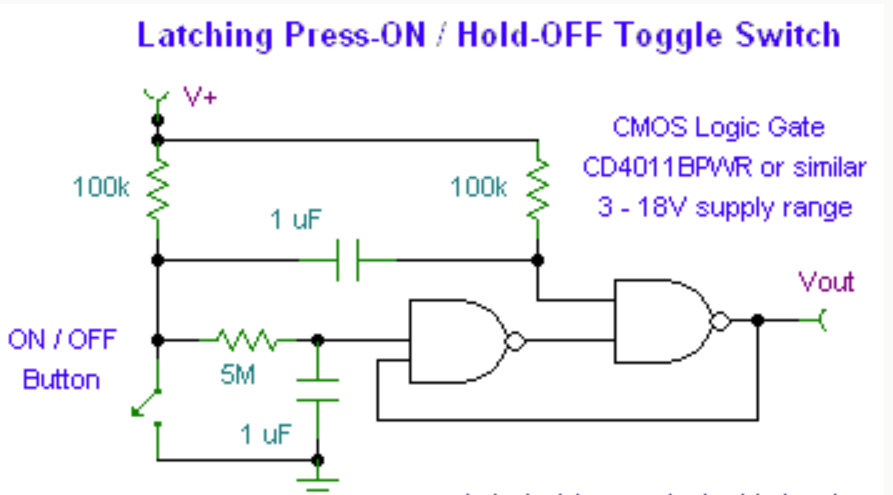 Latching Press-ON / Hold-OFF Toggle Switch
V+
CMOS Logic Gate
CD4011BPWR or similar
3 - 18V supply range
100k
100k
1 uF
Vout
ON / OFF
Button
5M
1 uF